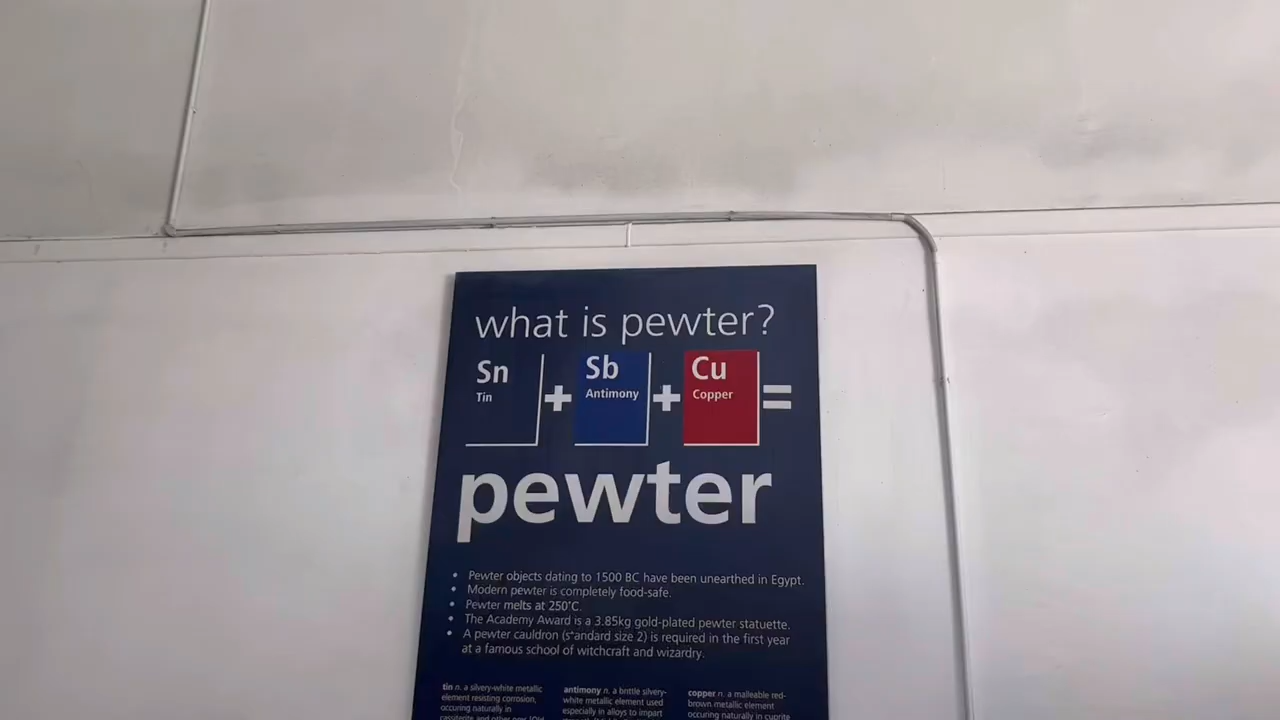 what is pewter?
Sn + Sb + Cu =
Tin Antimony Copper
pewter
• Pewter objects dating to 1500 BC have been unearthed in Egypt.
• Modern pewter is completely food-safe.
• Pewter melts at 250°C.
• The Academy Award is a 3.85kg gold-plated pewter statuette.
• A pewter cauldron (standard size 2) is required in the first year
at a famous school of witchcraft and wizardry.
tin n. a silvery-white metallic
element resisting corrosion,
occuring naturally in
cassiterite and other
antimony n. a brittle silvery-
white metallic element used
especially in alloys to impart
copper n. a malleable red-
brown metallic element
occuring naturally in cuprite